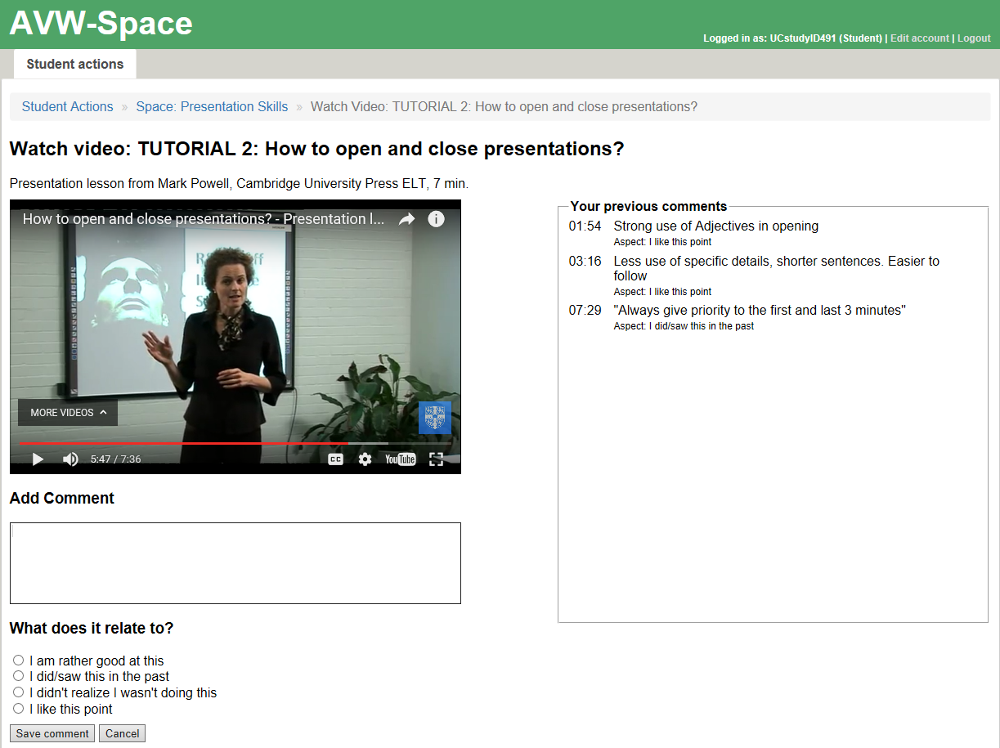 AVW-Space
Logged in as: UCstudyID491 (Student) | Edit account | Logout
Student actions
Student Actions » Space: Presentation Skills » Watch Video: TUTORIAL 2: How to open and close presentations?
Watch video: TUTORIAL 2: How to open and close presentations?
Presentation lesson from Mark Powell, Cambridge University Press ELT, 7 min.
How to open and close presentations? - Presentation l...
MORE VIDEOS
5:47 / 7:36
CC
YouTube
Add Comment
What does it relate to?
I am rather good at this
I did/saw this in the past
I didn't realize I wasn't doing this
I like this point
Save comment
Cancel
Your previous comments
01:54 Strong use of Adjectives in opening
Aspect: I like this point
03:16 Less use of specific details, shorter sentences. Easier to
follow
Aspect: I like this point
07:29 "Always give priority to the first and last 3 minutes"
Aspect: I did/saw this in the past